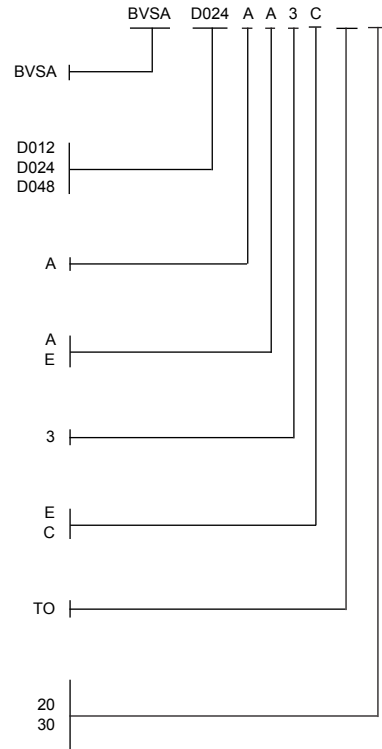 BVSA D024 A A 3 C
BVSA
D012
D024
D048
A
A
E
3
E
C
TO
20
30